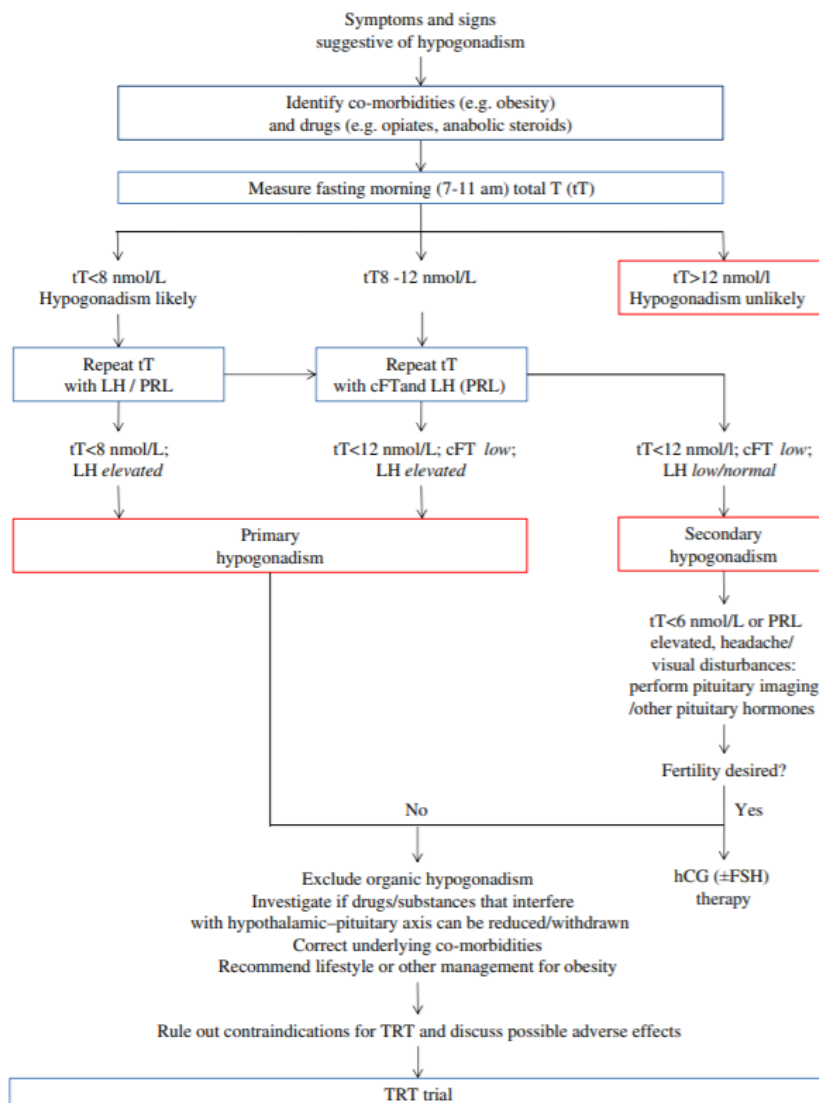 Symptoms and signs
suggestive of hypogonadism
Identify co-morbidities (e.g. obesity)
and drugs (e.g. opiates, anabolic steroids)
Measure fasting morning (7-11 am) total T (tT)
tT<8 nmol/L
Hypogonadism likely
tT8 -12 nmol/L
tT>12 nmol/l
Hypogonadism unlikely
Repeat tT
with LH / PRL
Repeat tT
with cFTand LH (PRL)
tT<8 nmol/L;
LH elevated
tT<12 nmol/L; cFT low;
LH elevated
tT<12 nmol/l; cFT low;
LH low/normal
Primary
hypogonadism
Secondary
hypogonadism
tT<6 nmol/L or PRL
elevated, headache/
visual disturbances:
perform pituitary imaging
/other pituitary hormones
Fertility desired?
No
Yes
Exclude organic hypogonadism
Investigate if drugs/substances that interfere
with hypothalamic–pituitary axis can be reduced/withdrawn
Correct underlying co-morbidities
Recommend lifestyle or other management for obesity
hCG (±FSH)
therapy
Rule out contraindications for TRT and discuss possible adverse effects
TRT trial